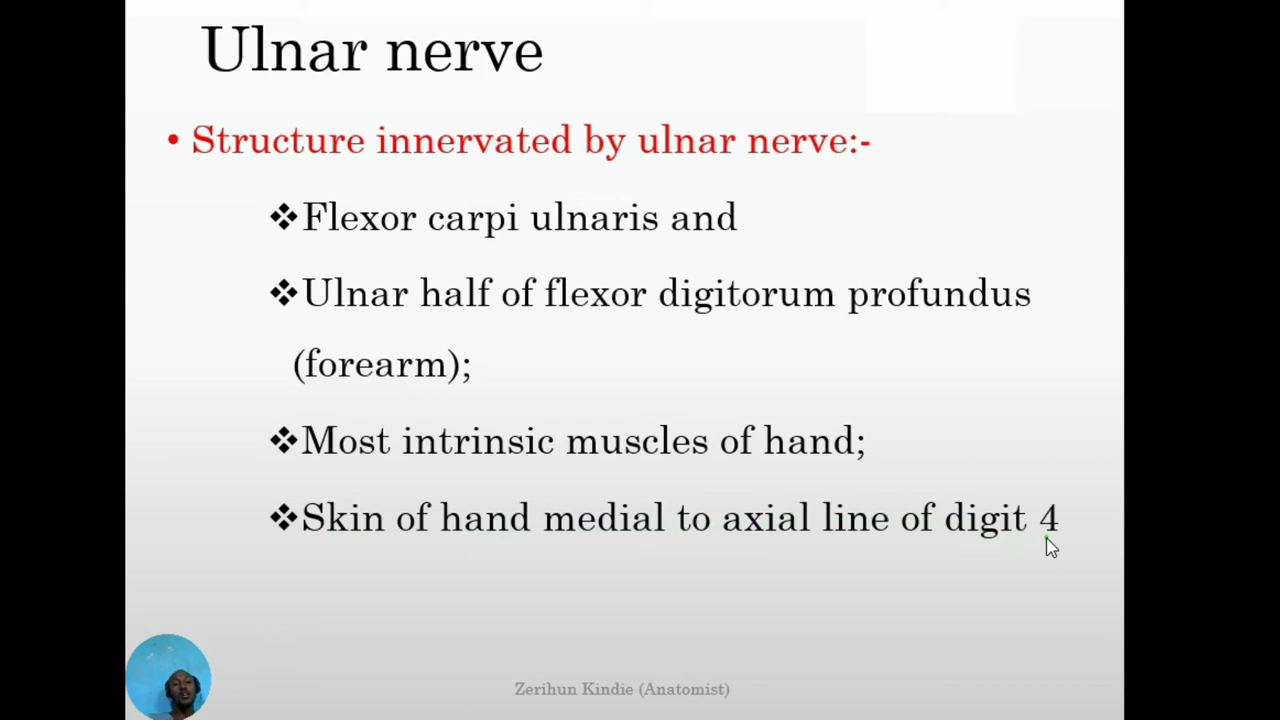 Ulnar nerve
• Structure innervated by ulnar nerve:-
❖Flexor carpi ulnaris and
❖Ulnar half of flexor digitorum profundus
(forearm);
❖Most intrinsic muscles of hand;
❖Skin of hand medial to axial line of digit 4
Zerihun Kindie (Anatomist)